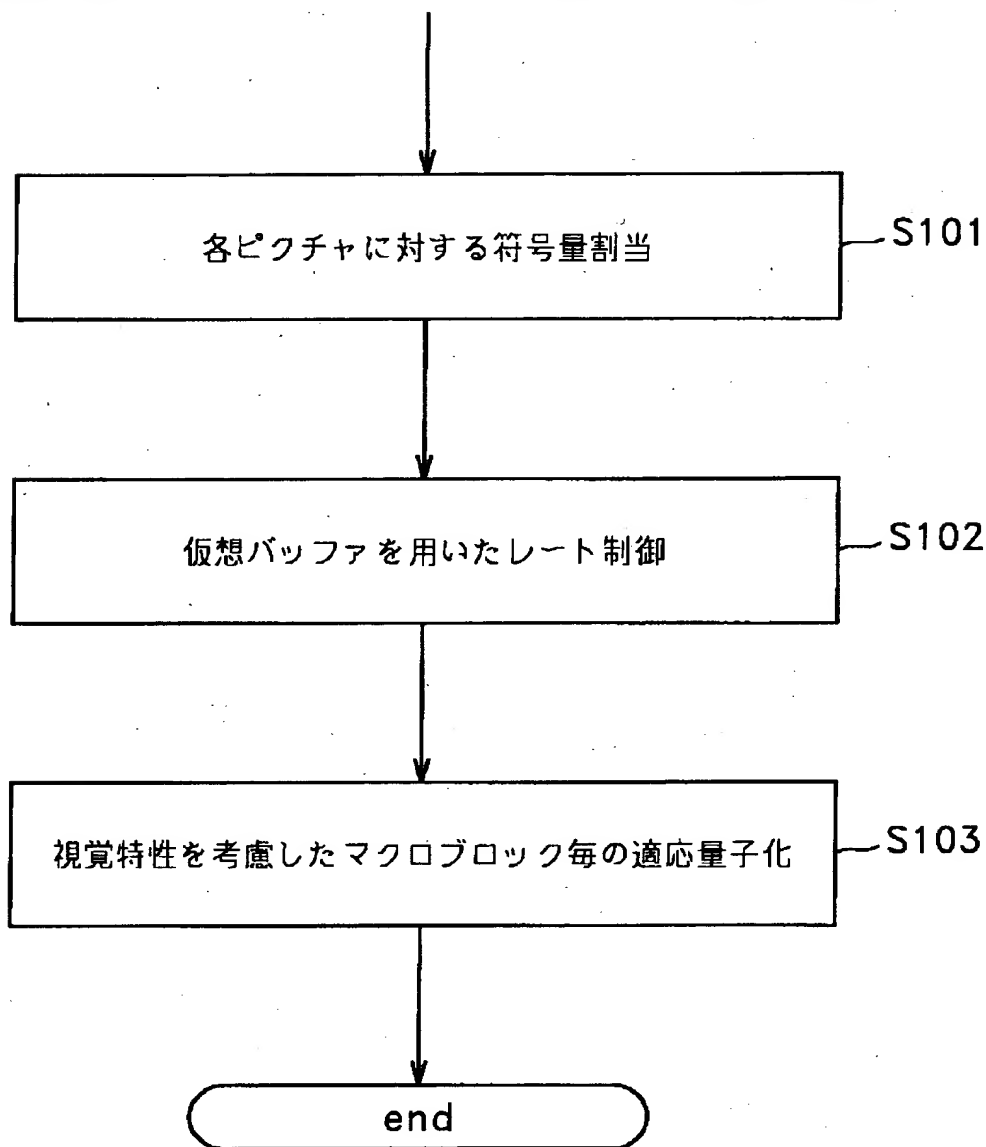 各ピクチャに対する符号量割当
S101
仮想バッファを用いたレート制御
S102
視覚特性を考慮したマクロブロック毎の適応量子化
S103
end